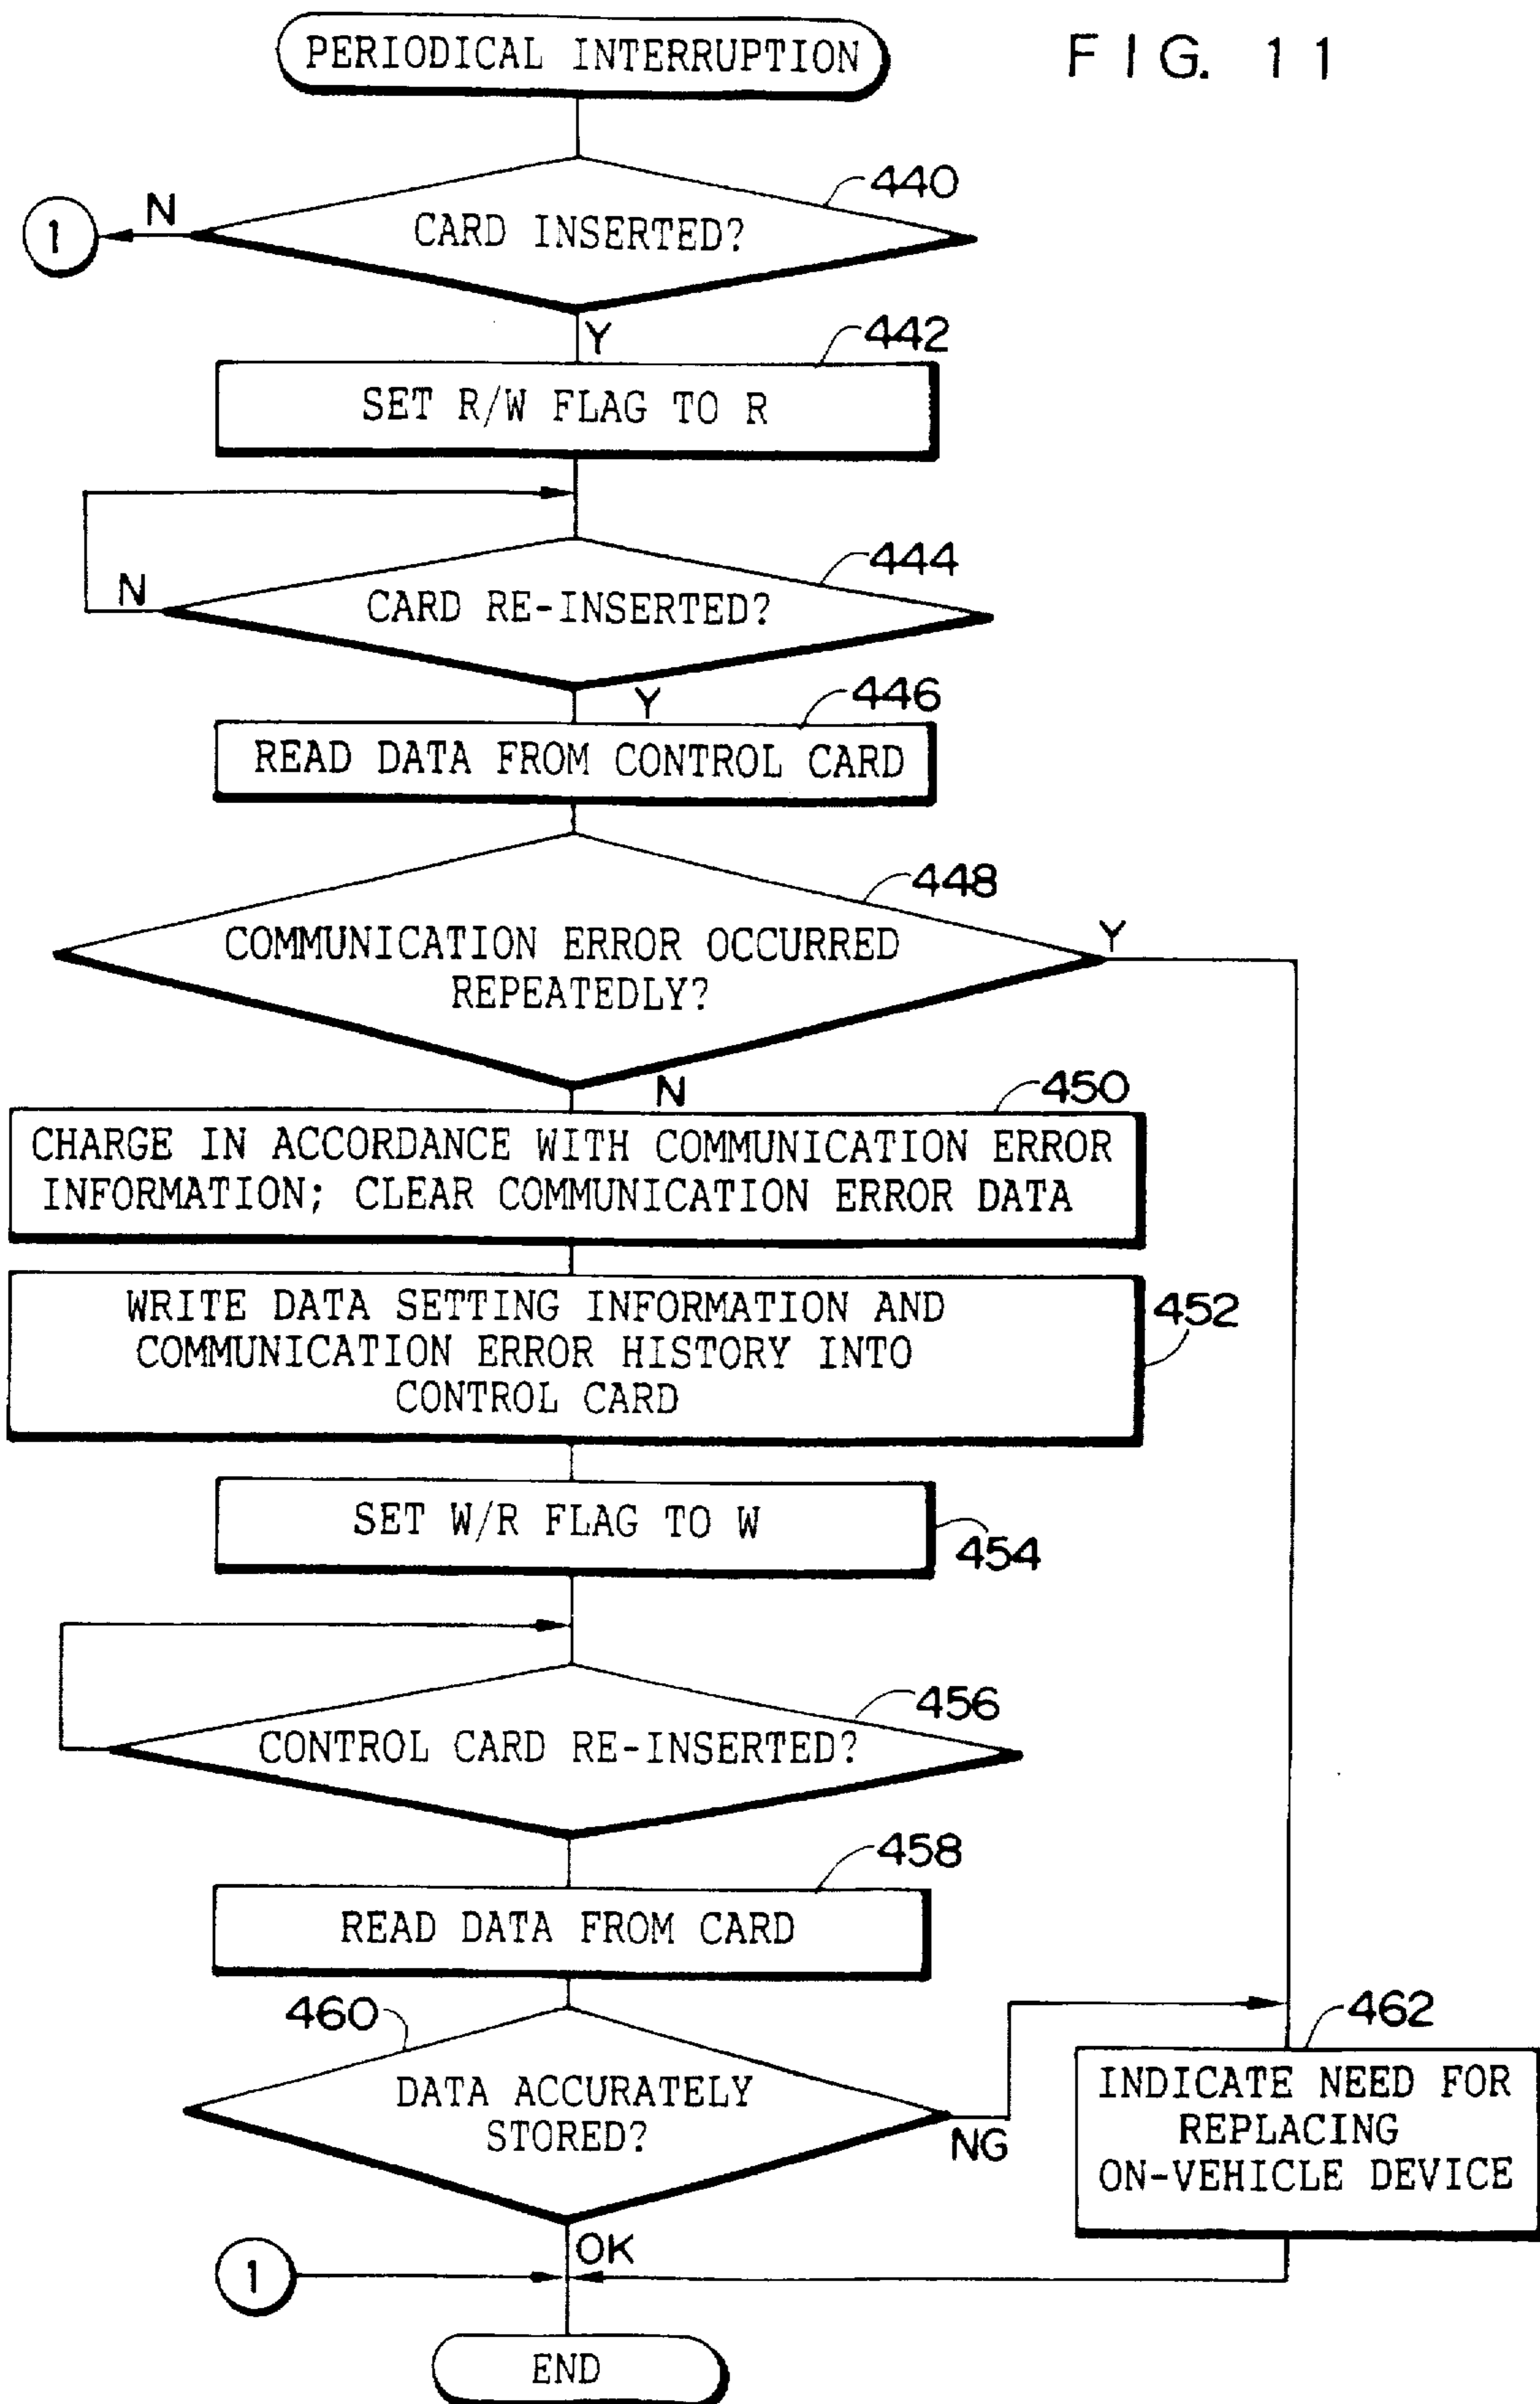 PERIODICAL INTERRUPTION
FIG. 11
440
N
1
CARD INSERTED?
Y
442
SET R/W FLAG TO R
444
N
CARD RE-INSERTED?
Y
446
READ DATA FROM CONTROL CARD
448
Y
COMMUNICATION ERROR OCCURRED
REPEATEDLY?
N
450
CHARGE IN ACCORDANCE WITH COMMUNICATION ERROR
INFORMATION; CLEAR COMMUNICATION ERROR DATA
WRITE DATA SETTING INFORMATION AND
COMMUNICATION ERROR HISTORY INTO
CONTROL CARD
452
SET W/R FLAG TO W
454
456
CONTROL CARD RE-INSERTED?
458
READ DATA FROM CARD
460
DATA ACCURATELY
STORED?
NG
462
INDICATE NEED FOR
REPLACING
ON-VEHICLE DEVICE
OK
1
END